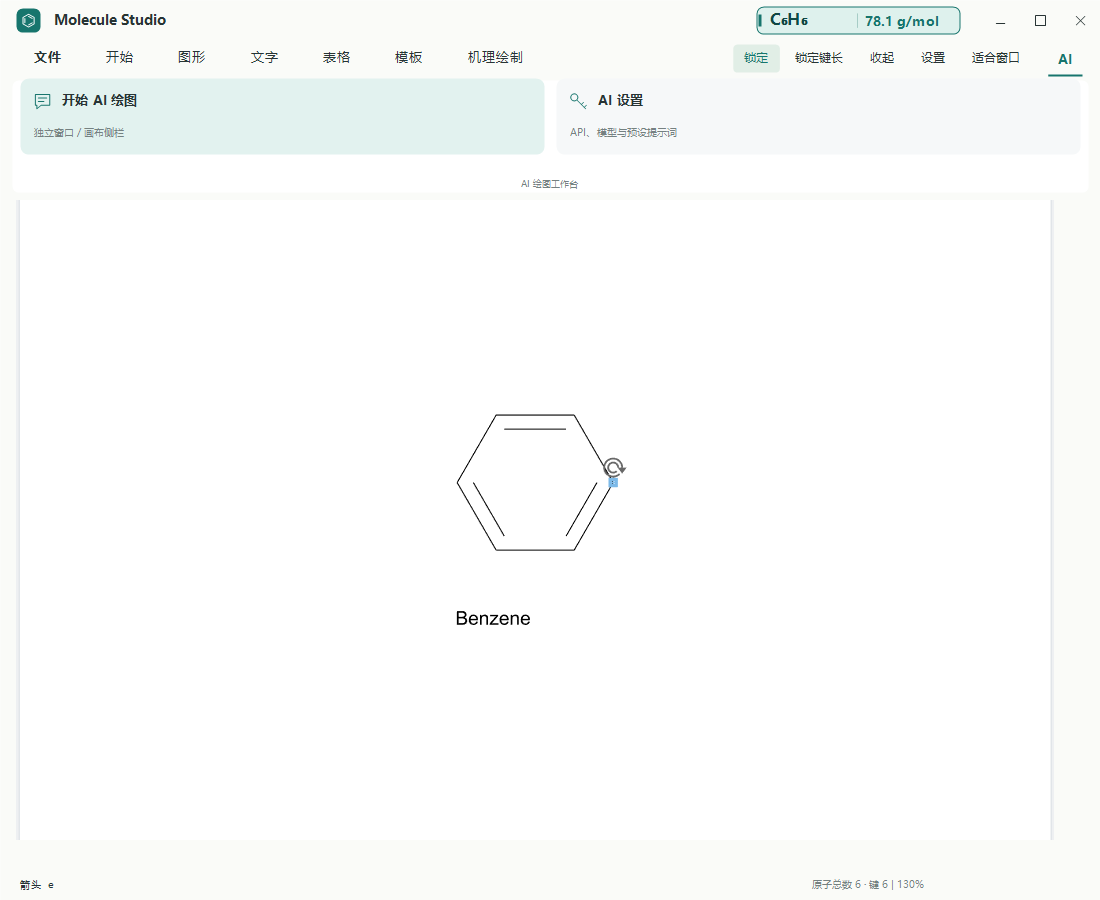 Molecule Studio
C₆H₆ 78.1 g/mol
文件 开始 图形 文字 表格 模板 机理绘制 锁定 锁定键长 收起 设置 适合窗口 AI
开始 AI 绘图
独立窗口 / 画布侧栏
AI 设置
API、模型与预设提示词
AI 绘图工作台
Benzene
箭头 e
原子总数 6 · 键 6 | 130%